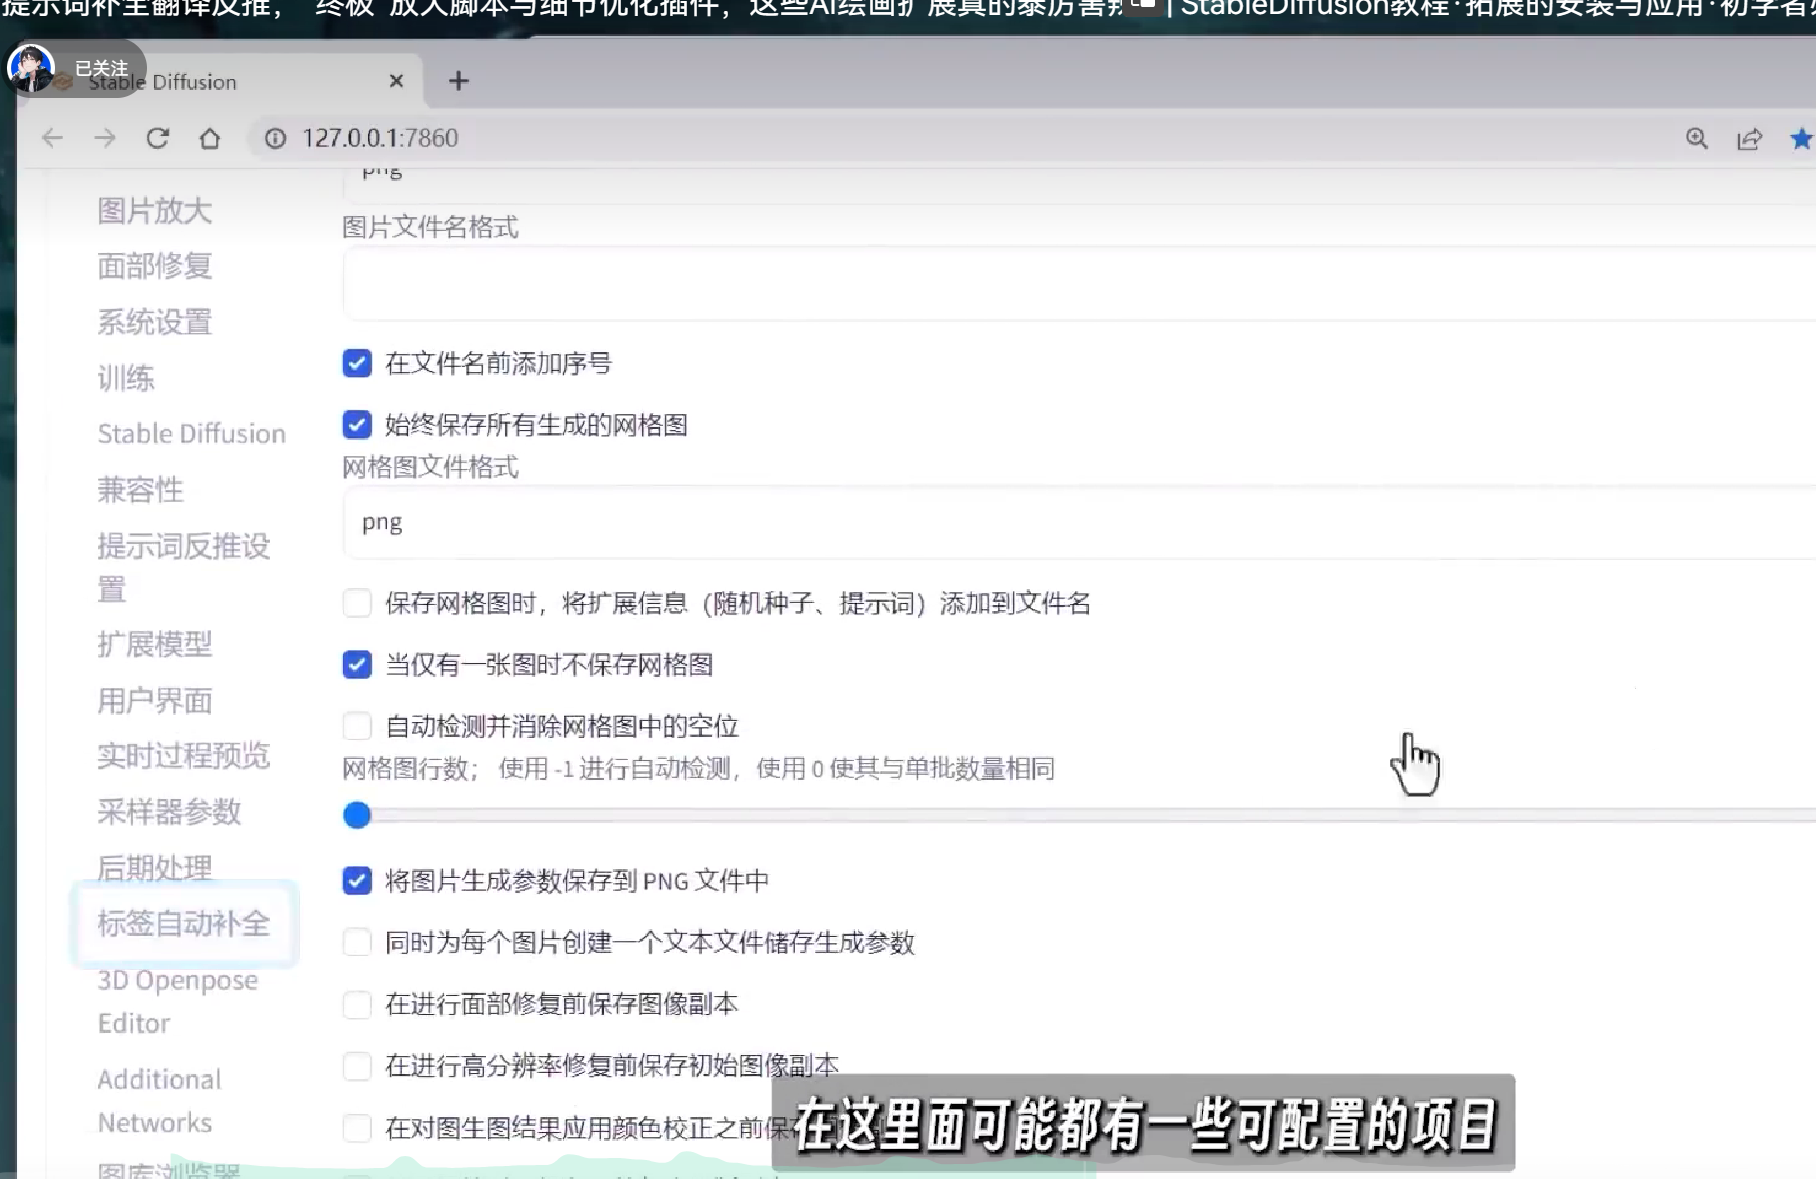 提示词补全翻译反推，"终极"放大脚本与细节优化插件，这些AI绘画扩展真的泰厉害辣 | StableDiffusion教程·拓展的安装与应用·初学者
已关注
Stable Diffusion
127.0.0.1:7860
png
图片放大
图片文件名格式
面部修复
系统设置
在文件名前添加序号
训练
始终保存所有生成的网格图
Stable Diffusion
网格图文件格式
兼容性
png
提示词反推设
置
保存网格图时，将扩展信息（随机种子、提示词）添加到文件名
扩展模型
当仅有一张图时不保存网格图
用户界面
自动检测并消除网格图中的空位
实时过程预览
网格图行数； 使用 -1 进行自动检测，使用 0 使其与单批数量相同
采样器参数
后期处理
将图片生成参数保存到 PNG 文件中
标签自动补全
同时为每个图片创建一个文本文件储存生成参数
3D Openpose
Editor
在进行面部修复前保存图像副本
Additional
在进行高分辨率修复前保存初始图像副本
Networks
在对图生图结果应用颜色校正之前保存
在这里面可能都有一些可配置的项目
图库浏览器